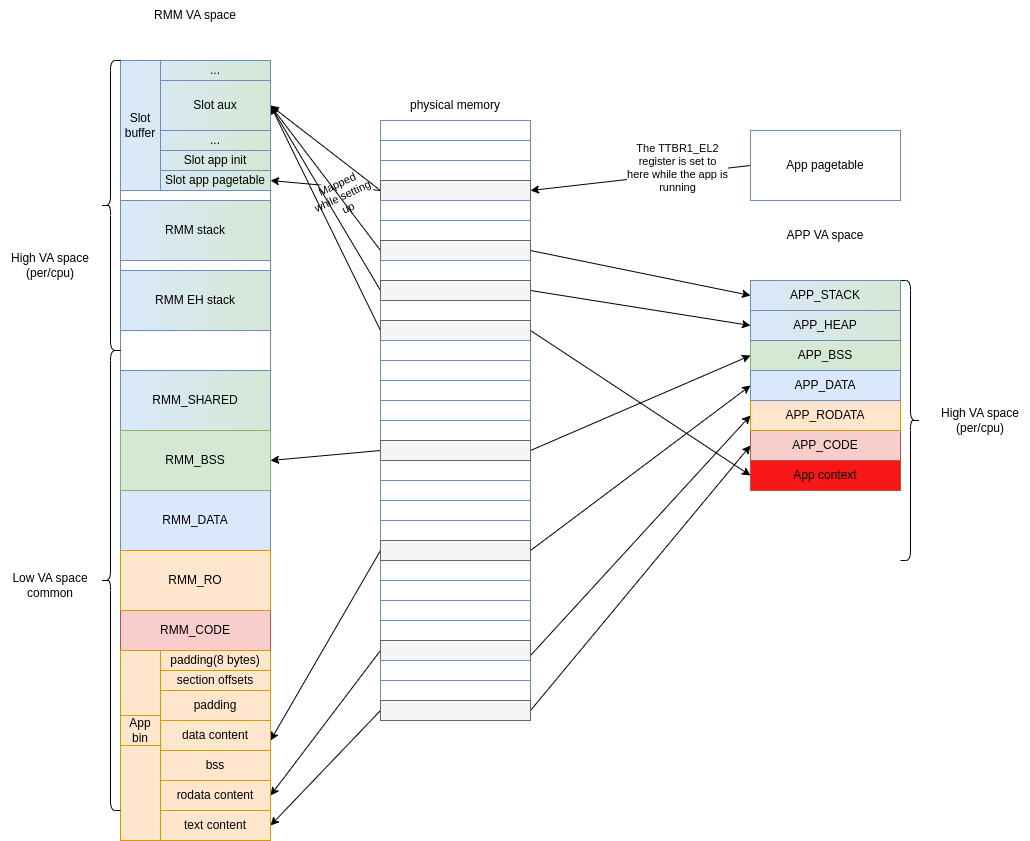 RMM VA space
...
Slot aux
Slot
buffer
...
Slot app init
Slot app pagetable
RMM stack
High VA space
(per/cpu)
RMM EH stack
RMM_SHARED
RMM_BSS
RMM_DATA
Low VA space
common
RMM_RO
RMM_CODE
padding(8 bytes)
section offsets
padding
App
bin
data content
bss
rodata content
text content
physical memory
Mapped
while setting
up
The TTBR1_EL2
register is set to
here while the app is
running
App pagetable
APP VA space
APP_STACK
APP_HEAP
APP_BSS
APP_DATA
APP_RODATA
APP_CODE
App context
High VA space
(per/cpu)